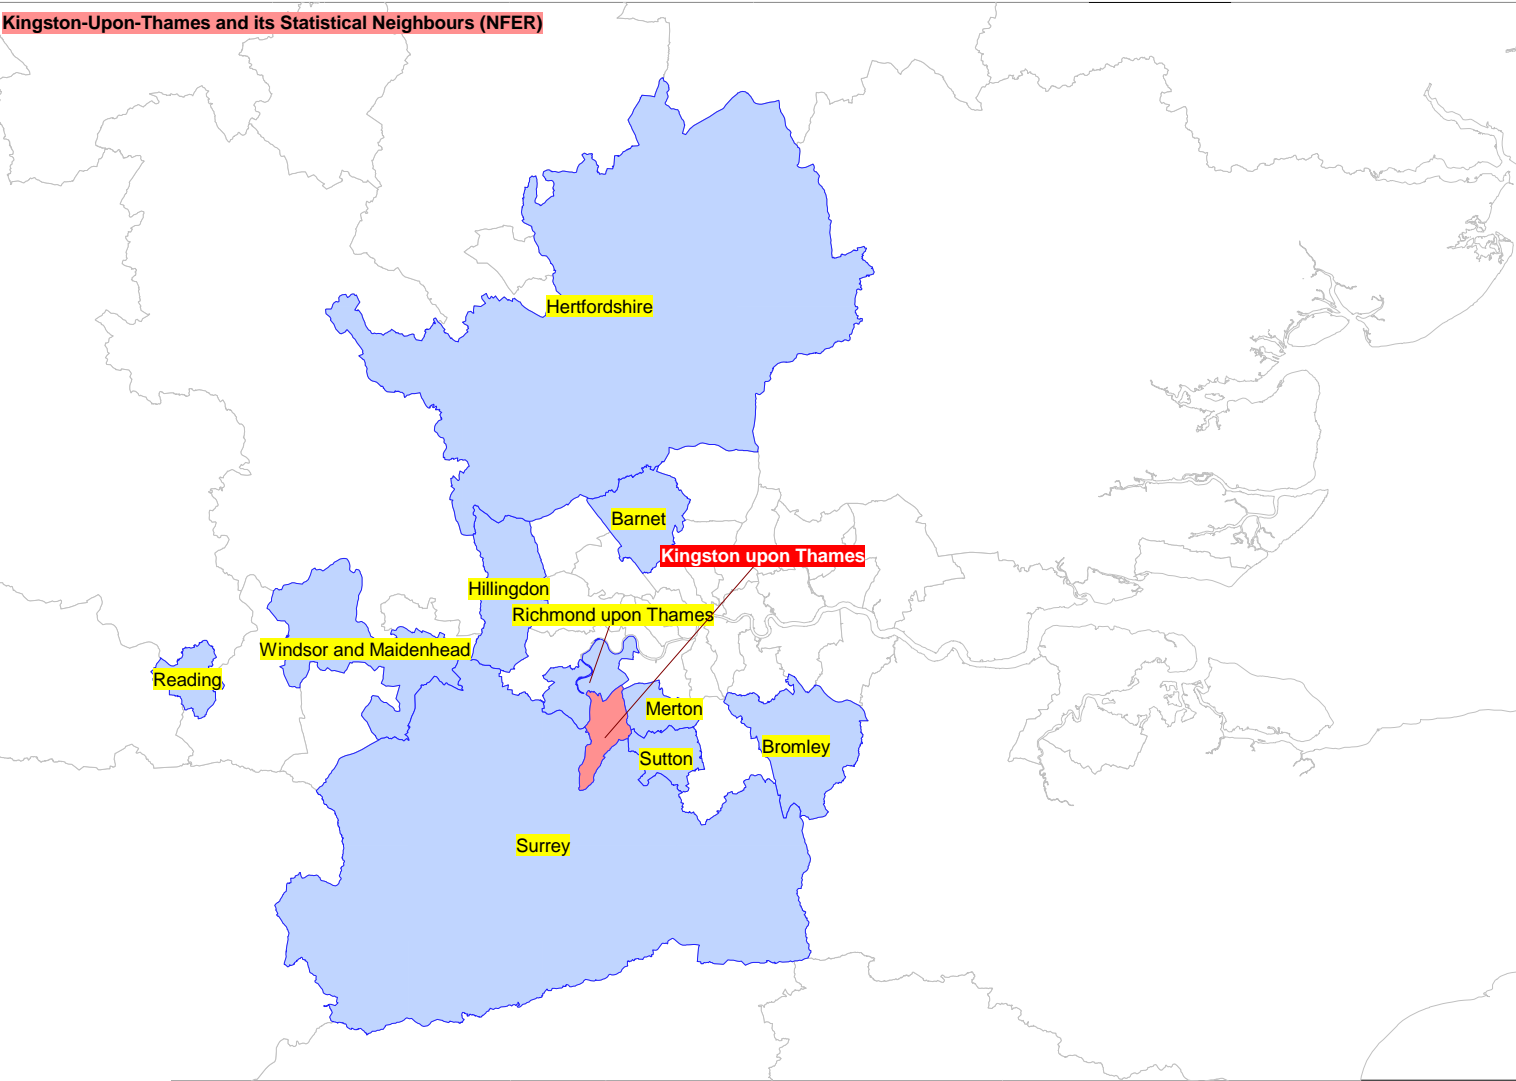 Kingston-Upon-Thames and its Statistical Neighbours (NFER)
Hertfordshire
Barnet
Kingston upon Thames
Hillingdon
Richmond upon Thames
Windsor and Maidenhead
Reading
Merton
Bromley
Sutton
Surrey